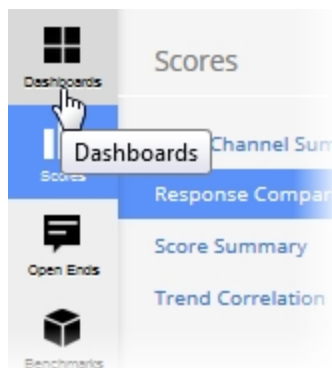 Dashboards
Scores
Open Ends
Benchmarks
Dashboards
Scores
Channel Sum
Response Compar
Score Summary
Trend Correlation